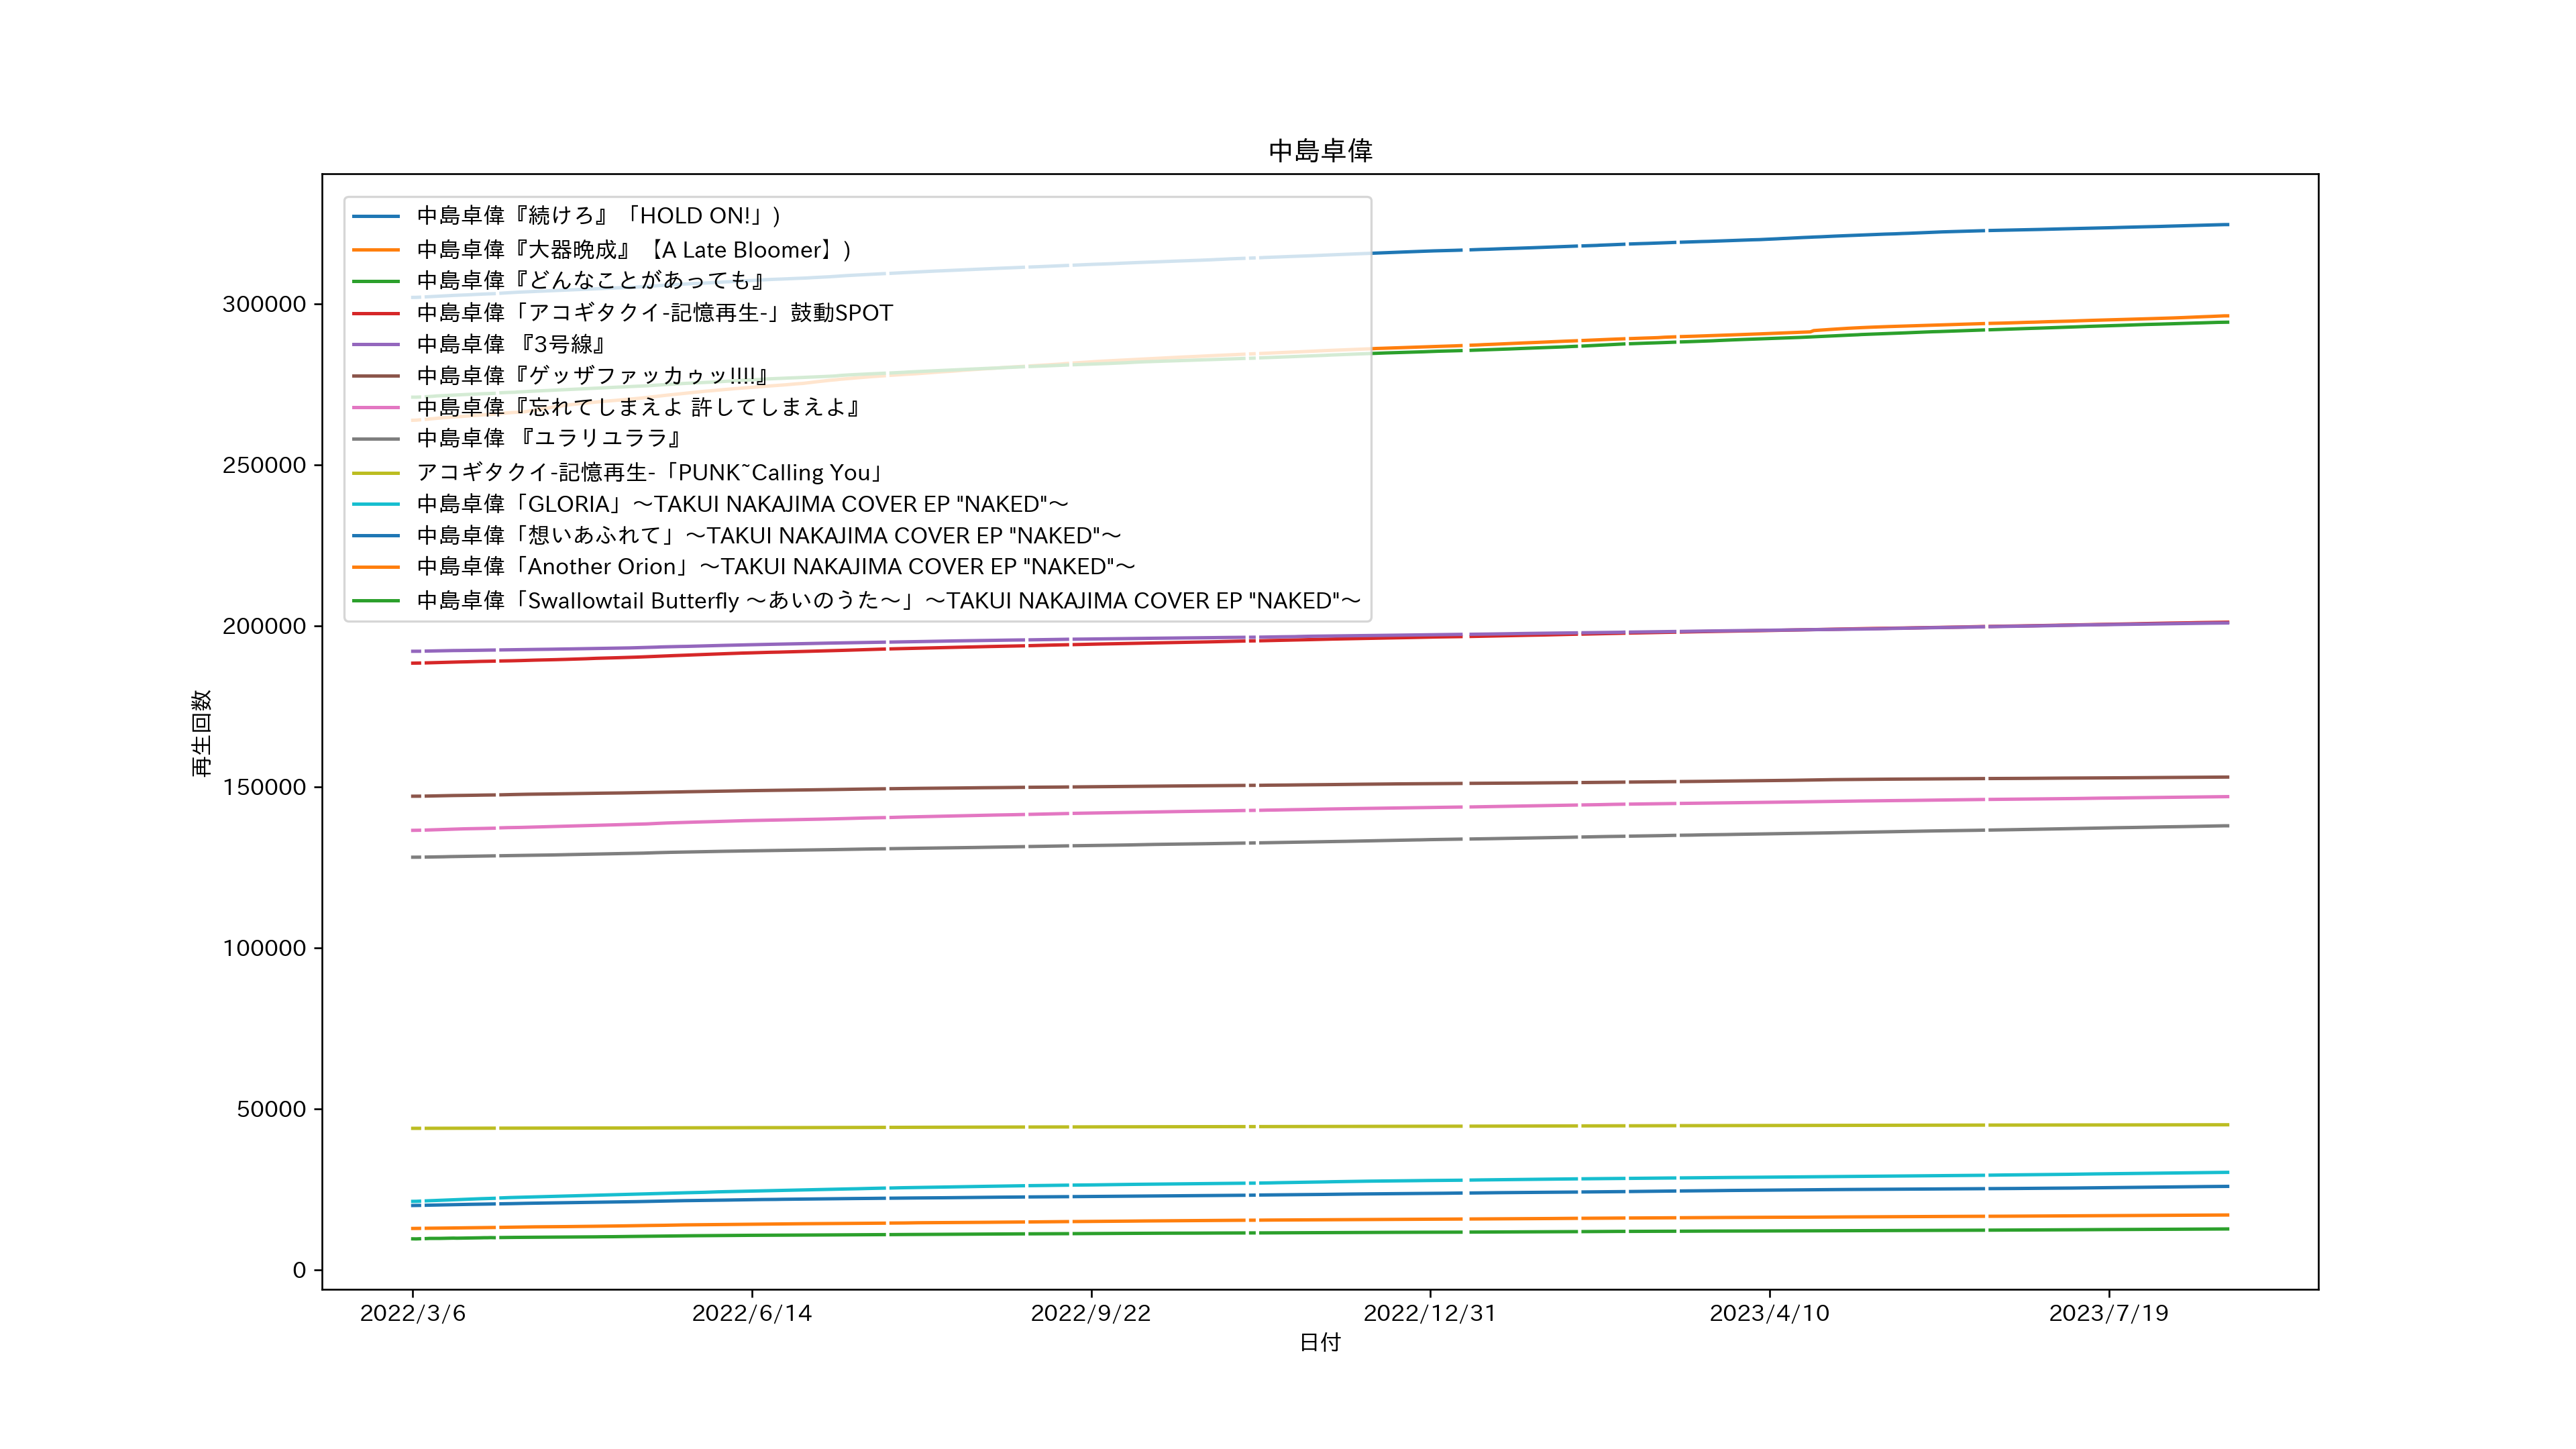 中島卓偉
中島卓偉『続けろ』「HOLD ON!」)
中島卓偉『大器晩成』【A Late Bloomer】)
中島卓偉『どんなことがあっても』
中島卓偉「アコギタクイ-記憶再生-」鼓動SPOT
中島卓偉 『3号線』
中島卓偉『ゲッザファッカゥッ!!!!』
中島卓偉『忘れてしまえよ 許してしまえよ』
中島卓偉 『ユラリユララ』
アコギタクイ-記憶再生-「PUNK~Calling You」
中島卓偉「GLORIA」～TAKUI NAKAJIMA COVER EP "NAKED"～
中島卓偉「想いあふれて」～TAKUI NAKAJIMA COVER EP "NAKED"～
中島卓偉「Another Orion」～TAKUI NAKAJIMA COVER EP "NAKED"～
中島卓偉「Swallowtail Butterfly ～あいのうた～」～TAKUI NAKAJIMA COVER EP "NAKED"～
再生回数
300000
250000
200000
150000
100000
50000
0
2022/3/6
2022/6/14
2022/9/22
2022/12/31
2023/4/10
2023/7/19
日付